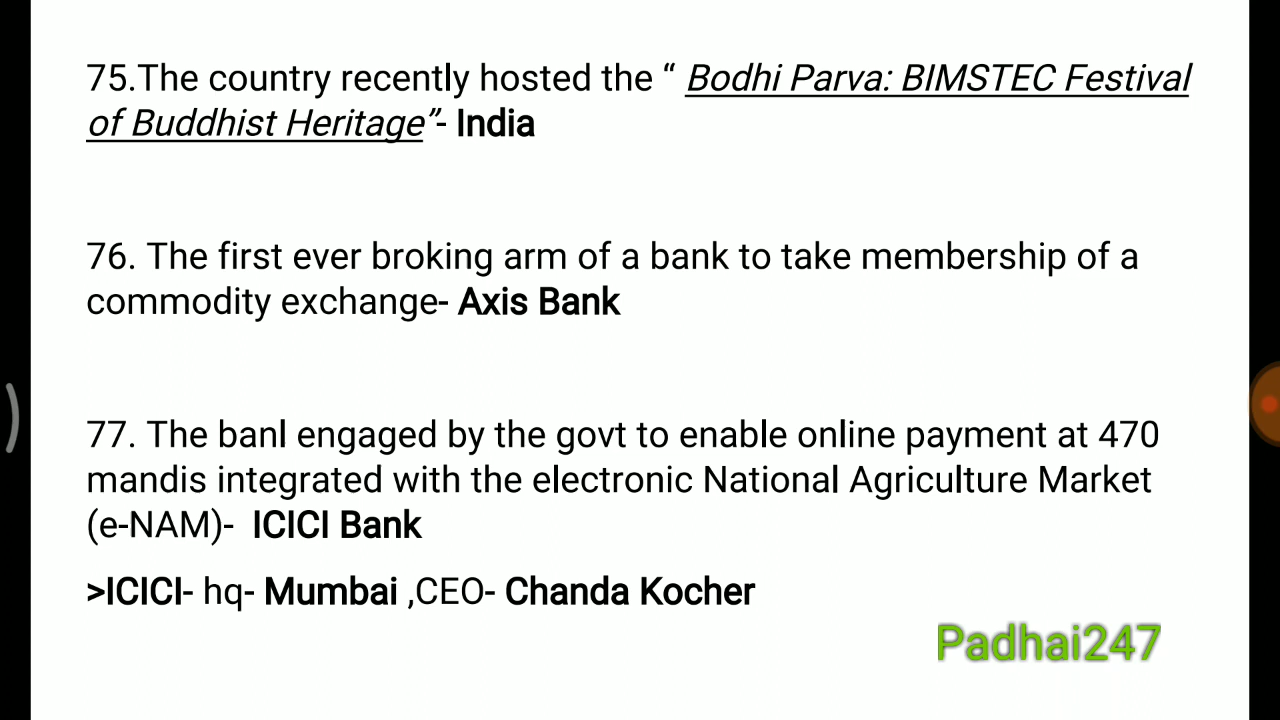 75.The country recently hosted the “ Bodhi Parva: BIMSTEC Festival
of Buddhist Heritage”- India
76. The first ever broking arm of a bank to take membership of a
commodity exchange- Axis Bank
77. The banl engaged by the govt to enable online payment at 470
mandis integrated with the electronic National Agriculture Market
(e-NAM)- ICICI Bank
>ICICI- hq- Mumbai ,CEO- Chanda Kocher
Padhai247